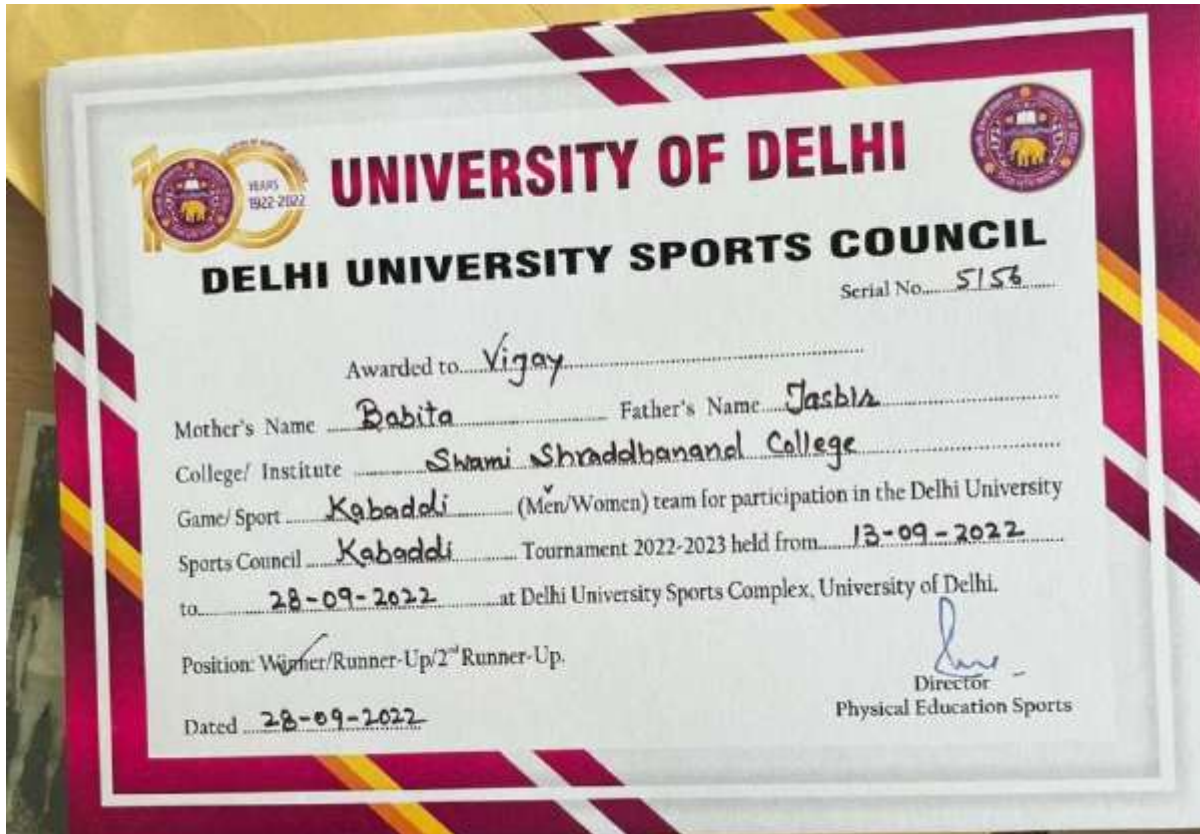 YEARS
1922-2022
UNIVERSITY OF DELHI
DELHI UNIVERSITY SPORTS COUNCIL
Serial No..... 5156
Awarded to..... Vijay
Mother's Name ..... Babita ..... Father's Name ..... Jasbir
College/ Institute ..... Swami Shraddhanand College
Game/ Sport ..... Kabaddi ..... (Men/Women) team for participation in the Delhi University
Sports Council ..... Kabaddi ..... Tournament 2022-2023 held from..... 13-09-2022
to..... 28-09-2022 .....at Delhi University Sports Complex, University of Delhi.
Position: Winner/Runner-Up/2nd Runner-Up.
Director
Physical Education Sports
Dated ..... 28-09-2022